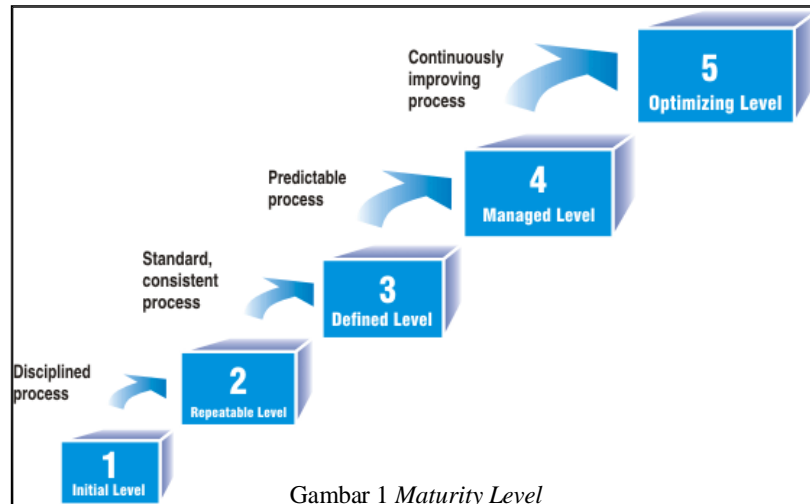 Continuously
improving
process
5
Optimizing Level
Predictable
process
4
Managed Level
Standard,
consistent
process
3
Defined Level
Disciplined
process
2
Repeatable Level
1
Initial Level
Gambar 1 Maturity Level